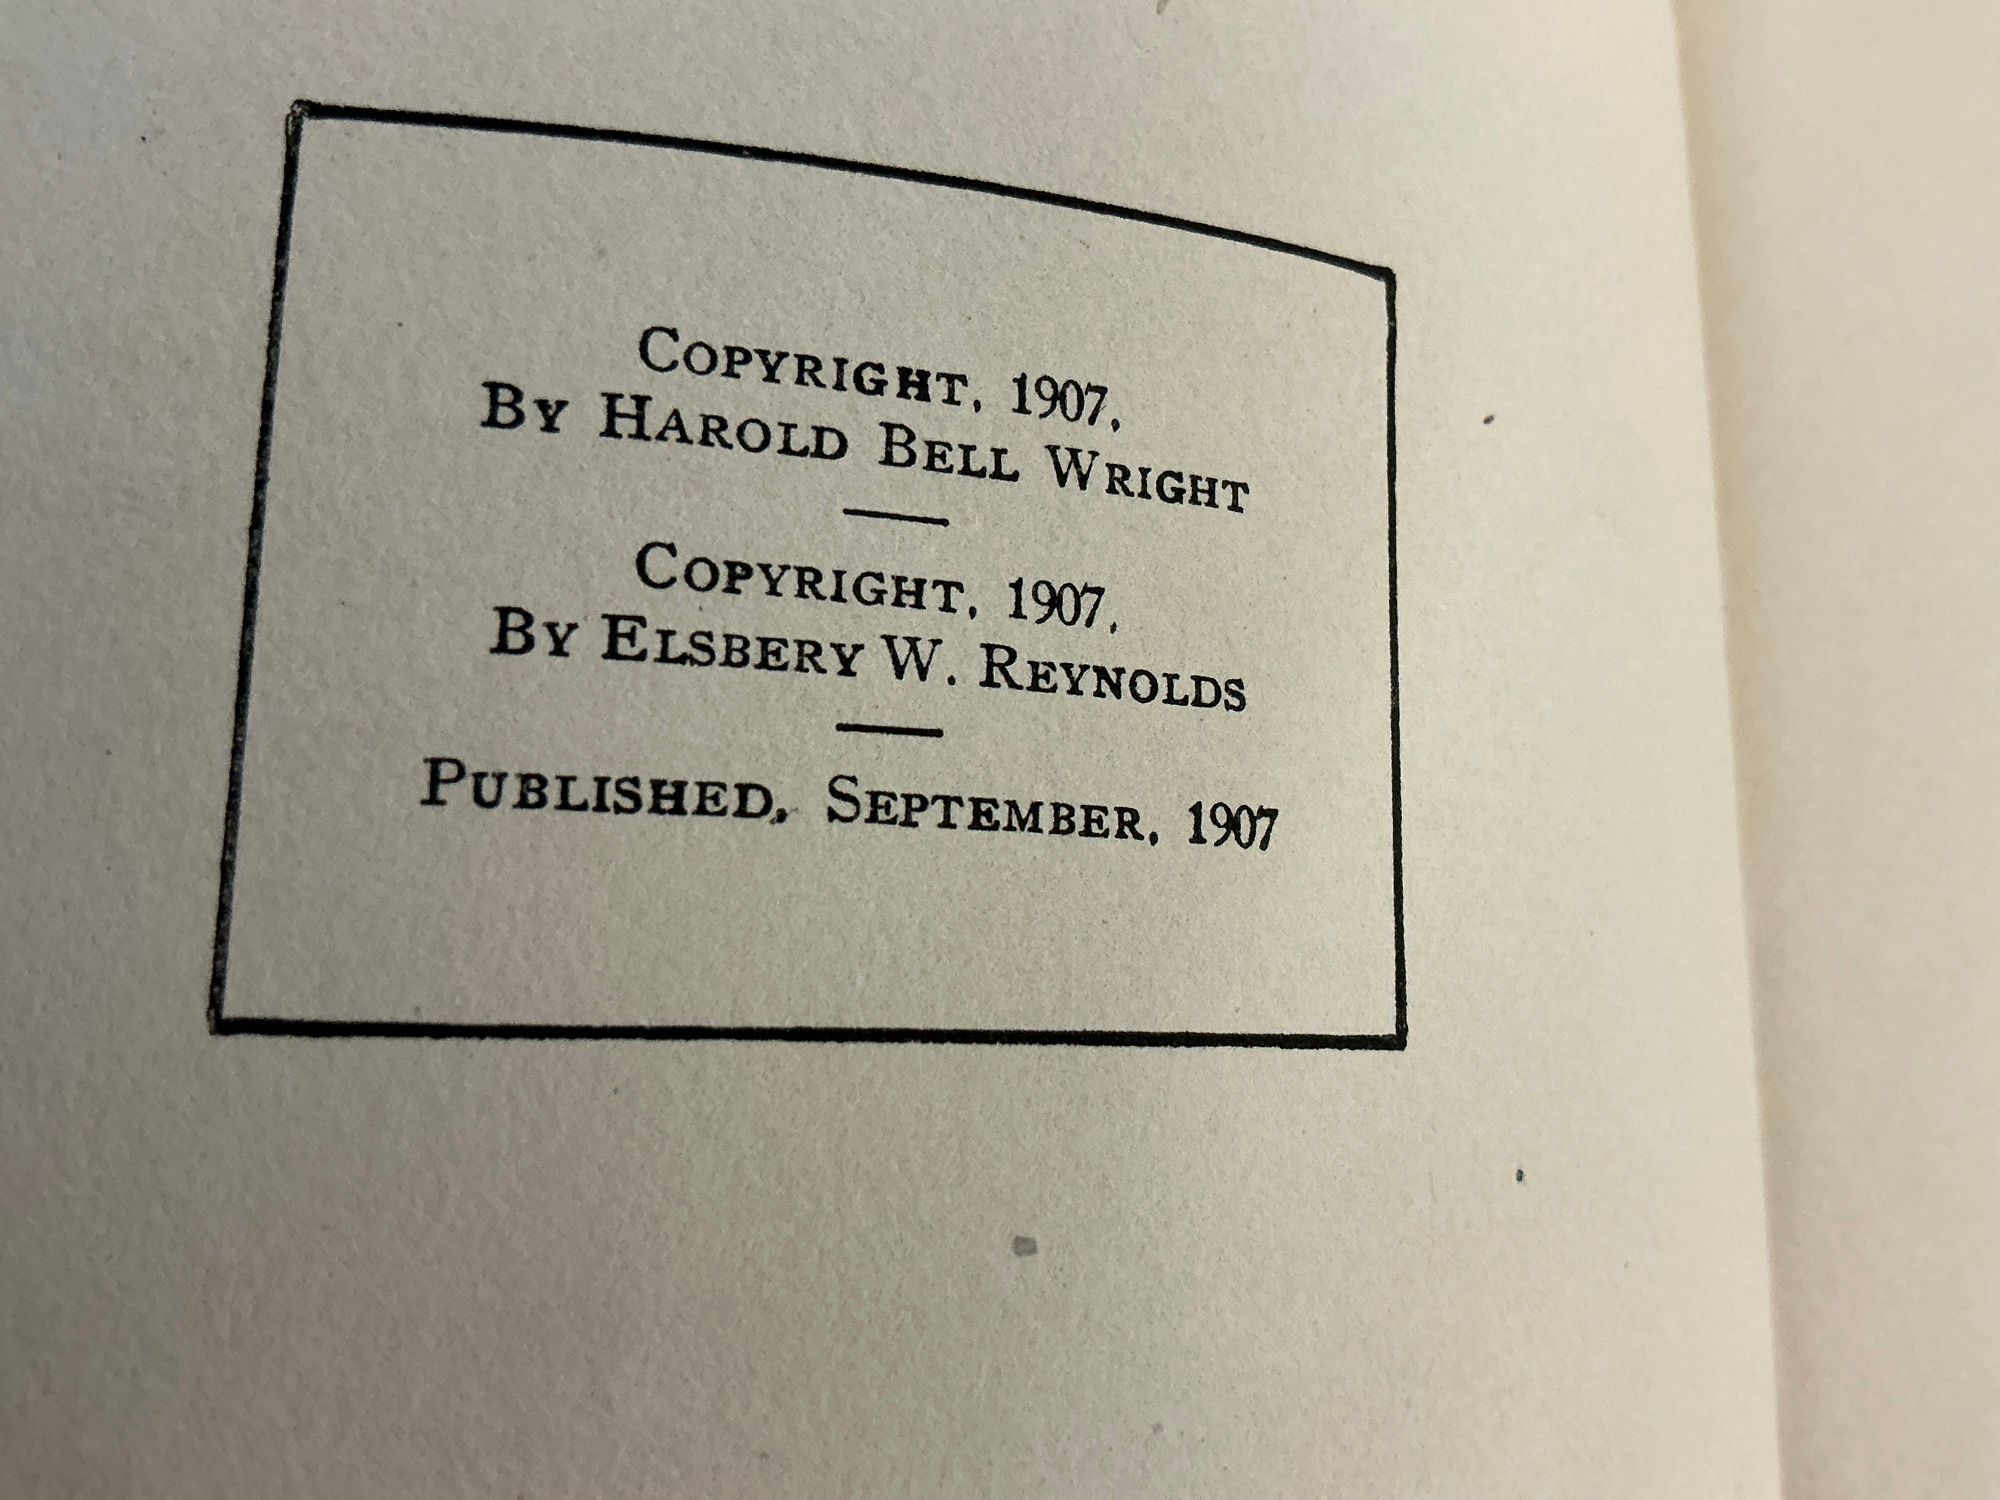 Copyright, 1907,
By Harold Bell Wright
Copyright, 1907,
By Elsbery W. Reynolds
Published, September, 1907